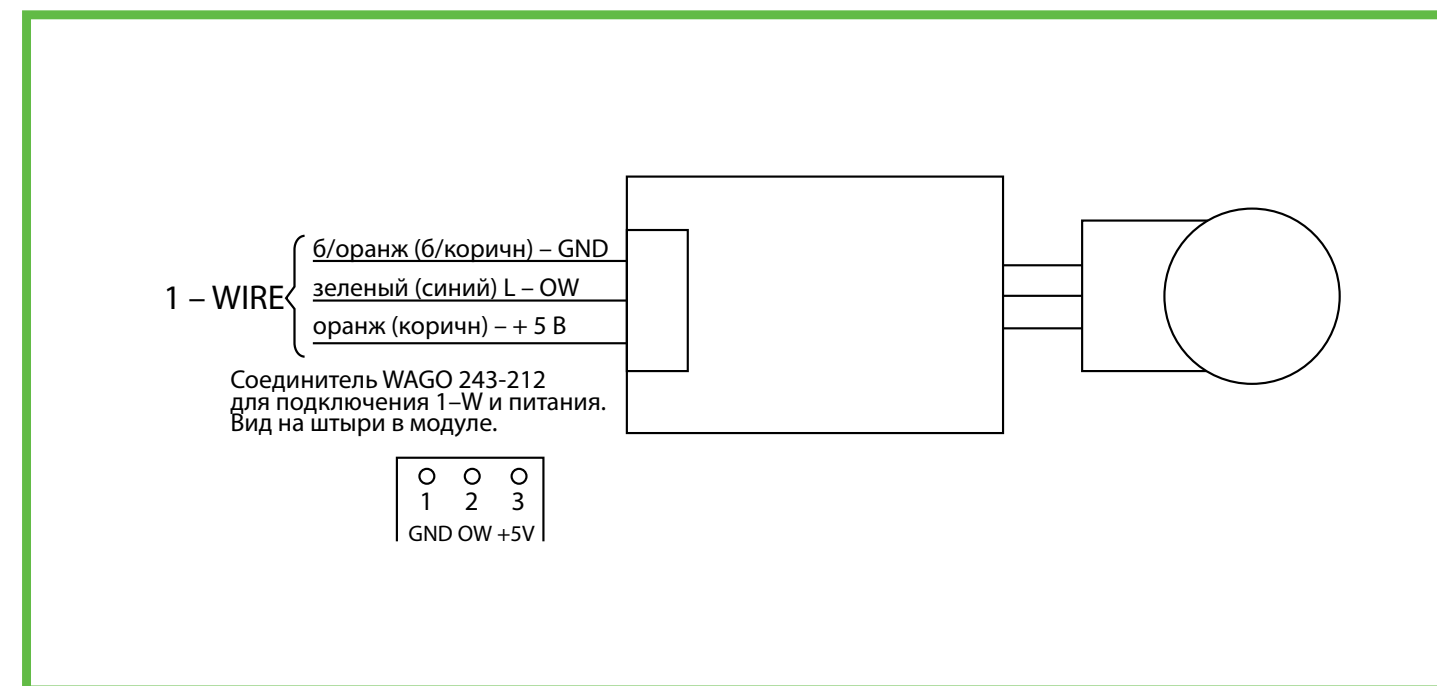 б/оранж (б/коричн) – GND
1 – WIRE
зеленый (синий) L – OW
оранж (коричн) – + 5 В
Соединитель WAGO 243-212
для подключения 1–W и питания.
Вид на штыри в модуле.
1 2 3
GND OW +5V